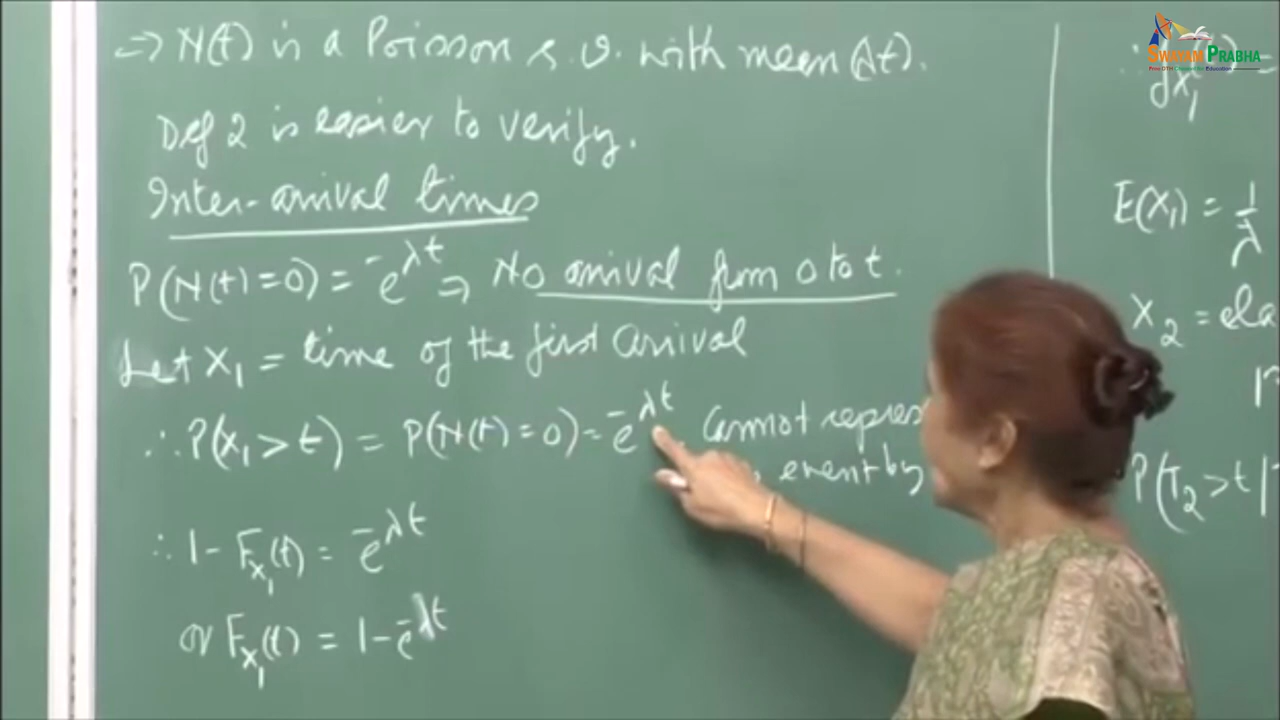 → N(t) is a Poisson r.v. with mean (λt).
Def 2 is easier to verify.
Inter-arrival times
P(N(t)=0) = e^{-λt} ⇒ No arrival from 0 to t.
Let X₁ = time of the first arrival
∴ P(X₁ > t) = P(N(t)=0) = e^{-λt} cannot
event by
∴ 1 - F_{X₁}(t) = e^{-λt}
or F_{X₁}(t) = 1 - e^{-λt}
E(X₁) = 1/λ
X₂ =
P(T₂ > t |
SWAYAM PRABHA